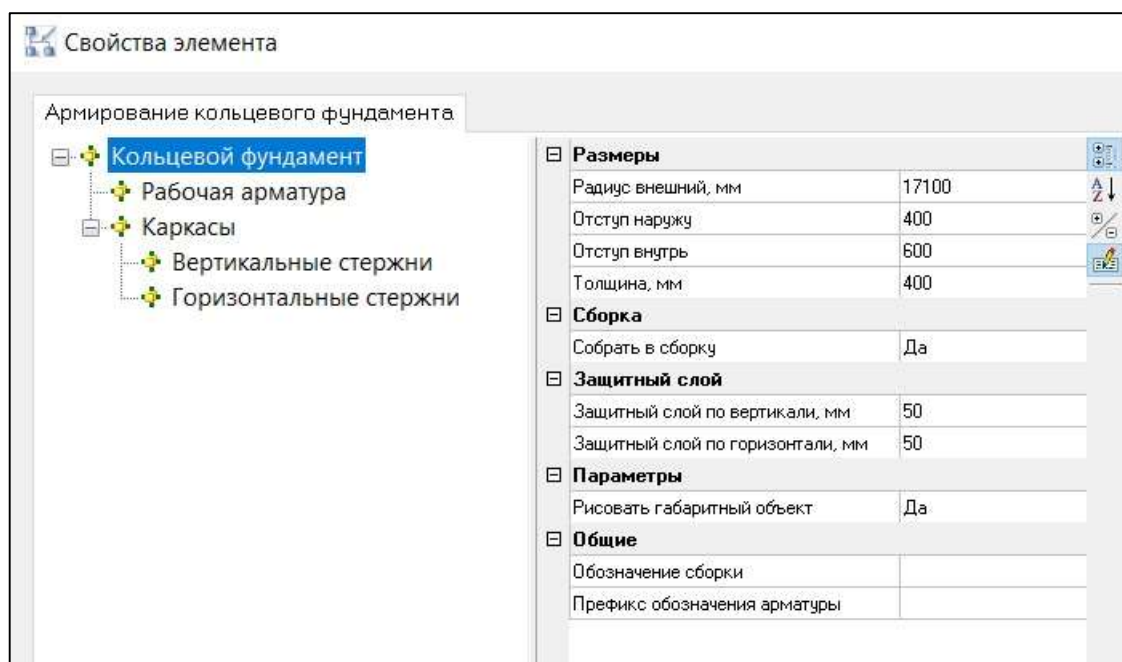 Свойства элемента
Армирование кольцевого фундамента
Кольцевой фундамент
Рабочая арматура
Каркасы
Вертикальные стержни
Горизонтальные стержни
Размеры
Радиус внешний, мм 17100
Отступ наружу 400
Отступ внутрь 600
Толщина, мм 400
Сборка
Собрать в сборку Да
Защитный слой
Защитный слой по вертикали, мм 50
Защитный слой по горизонтали, мм 50
Параметры
Рисовать габаритный объект Да
Общие
Обозначение сборки
Префикс обозначения арматуры